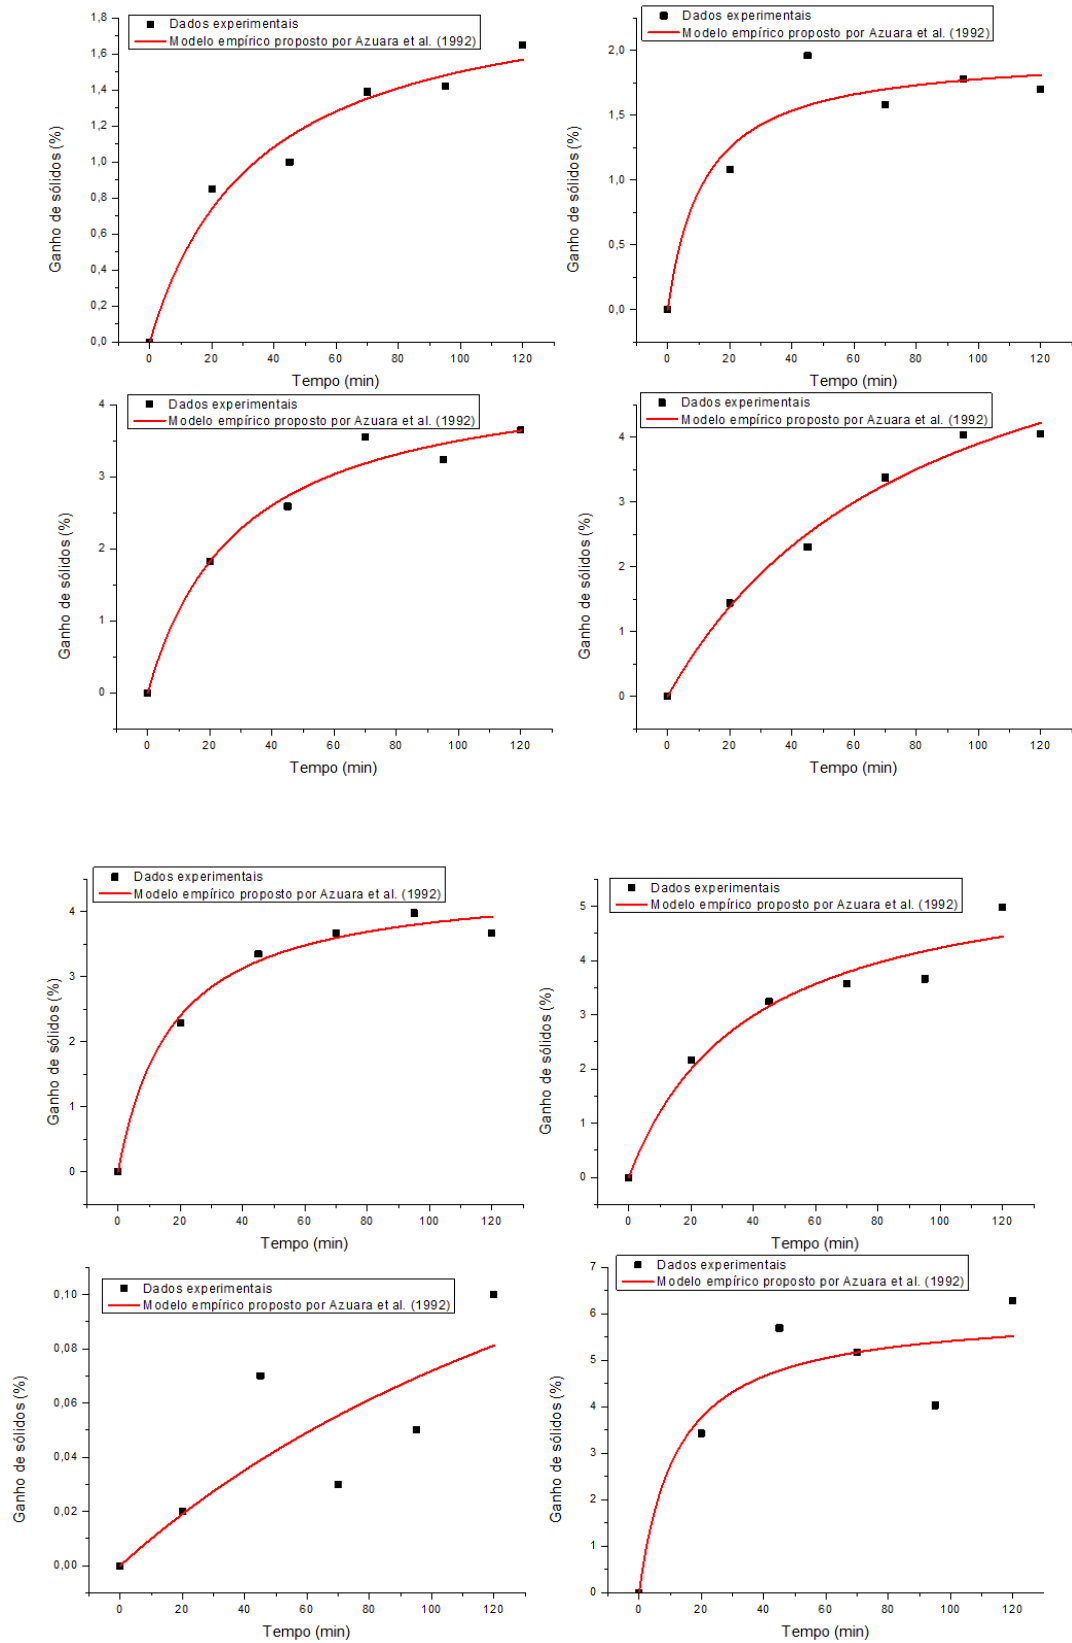 Dados experimentais
Modelo empírico proposto por Azuara et al. (1992)
Ganho de sólidos (%)
1,8
1,6
1,4
1,2
1,0
0,8
0,6
0,4
0,2
0,0
0 20 40 60 80 100 120
Tempo (min)
Dados experimentais
Modelo empírico proposto por Azuara et al. (1992)
Ganho de sólidos (%)
2,0
1,5
1,0
0,5
0,0
0 20 40 60 80 100 120
Tempo (min)
Dados experimentais
Modelo empírico proposto por Azuara et al. (1992)
Ganho de sólidos (%)
4
3
2
1
0
0 20 40 60 80 100 120
Tempo (min)
Dados experimentais
Modelo empírico proposto por Azuara et al. (1992)
Ganho de sólidos (%)
4
3
2
1
0
0 20 40 60 80 100 120
Tempo (min)
Dados experimentais
Modelo empírico proposto por Azuara et al. (1992)
Ganho de sólidos (%)
4
3
2
1
0
0 20 40 60 80 100 120
Tempo (min)
Dados experimentais
Modelo empírico proposto por Azuara et al. (1992)
Ganho de sólidos (%)
5
4
3
2
1
0
0 20 40 60 80 100 120
Tempo (min)
Dados experimentais
Modelo empírico proposto por Azuara et al. (1992)
Ganho de sólidos (%)
0,10
0,08
0,06
0,04
0,02
0,00
0 20 40 60 80 100 120
Tempo (min)
Dados experimentais
Modelo empírico proposto por Azuara et al. (1992)
Ganho de sólidos (%)
7
6
5
4
3
2
1
0
0 20 40 60 80 100 120
Tempo (min)